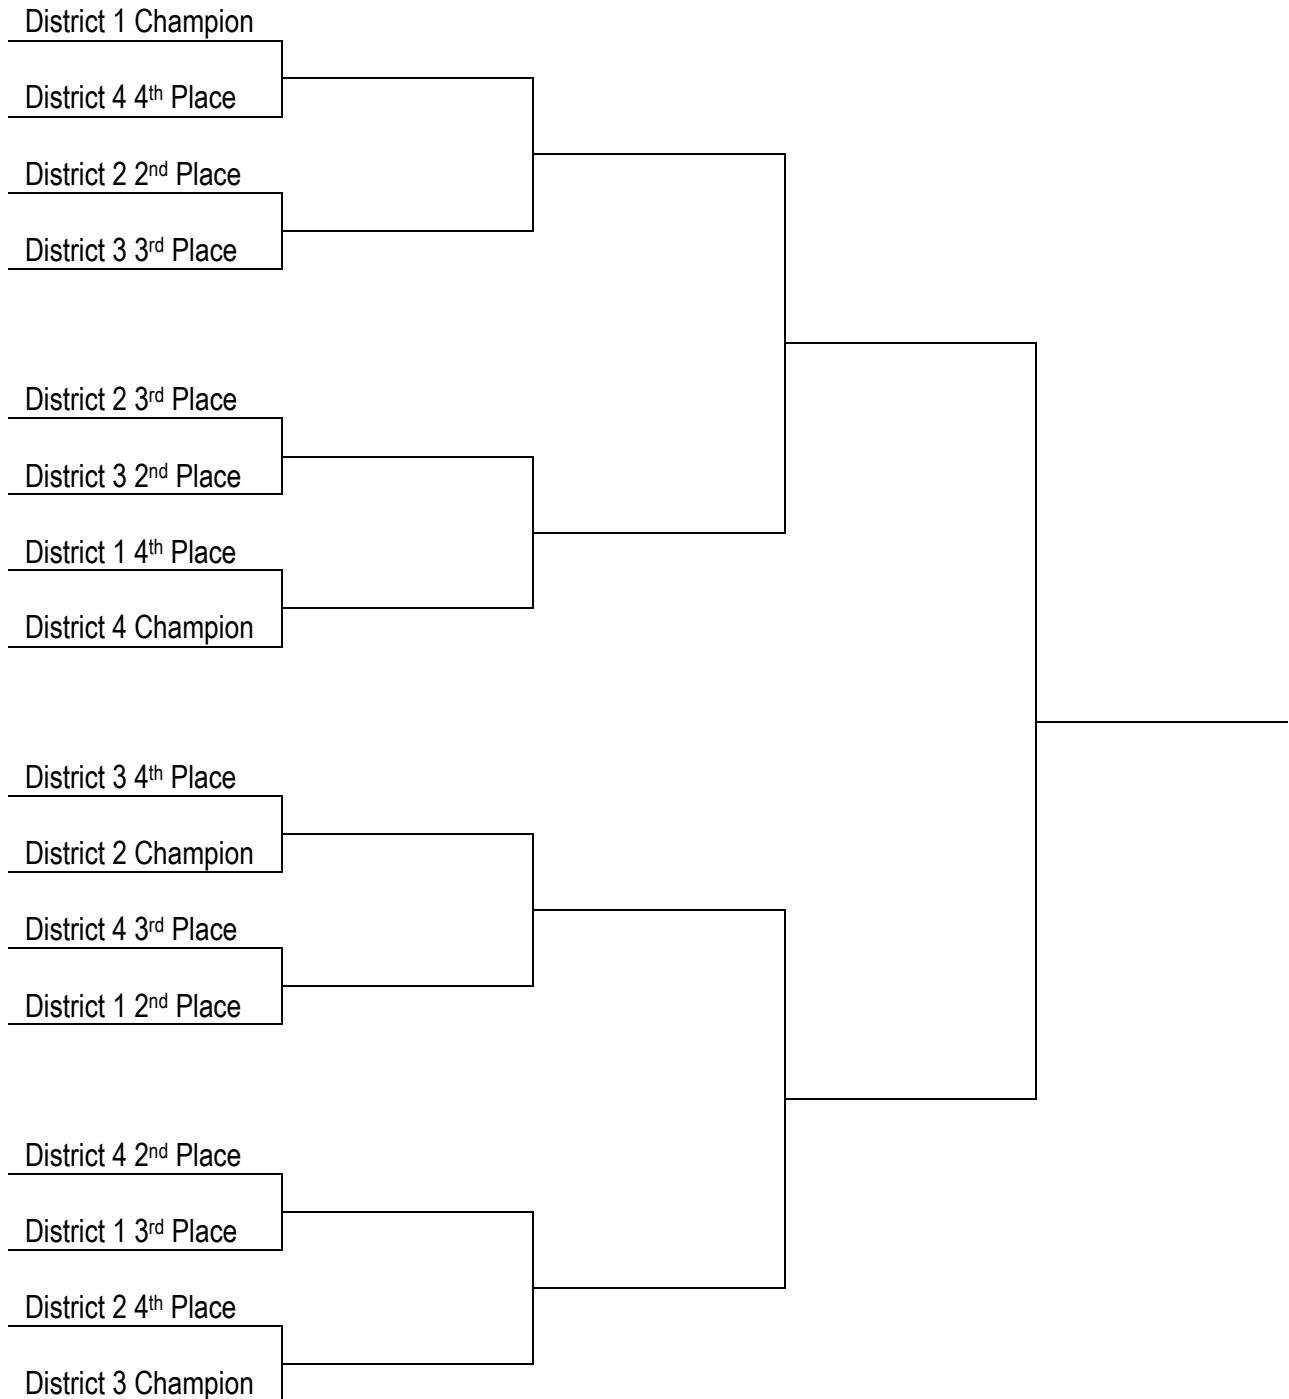 District 1 Champion
District 4 4th Place
District 2 2nd Place
District 3 3rd Place
District 2 3rd Place
District 3 2nd Place
District 1 4th Place
District 4 Champion
District 3 4th Place
District 2 Champion
District 4 3rd Place
District 1 2nd Place
District 4 2nd Place
District 1 3rd Place
District 2 4th Place
District 3 Champion